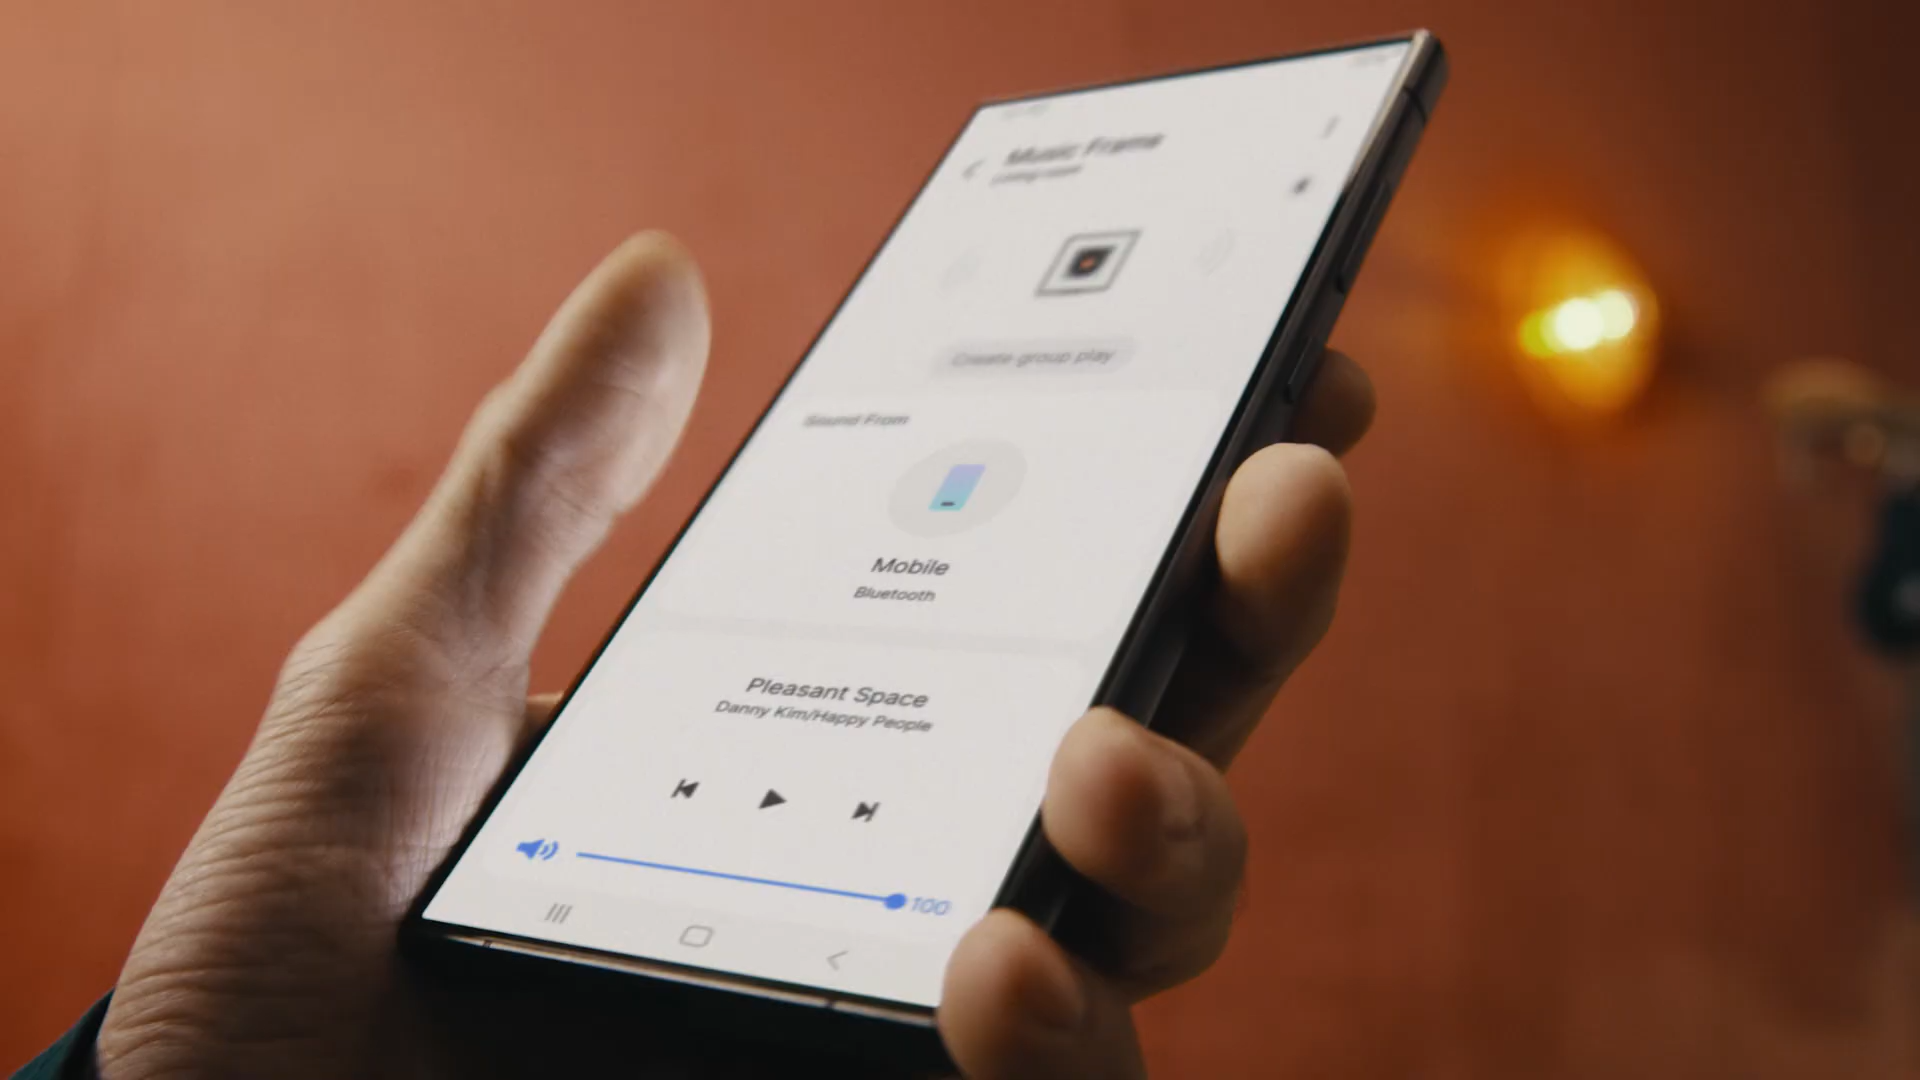 Music Frame
Create group play
Sound From
Mobile
Bluetooth
Pleasant Space
Danny Kim/Happy People
100